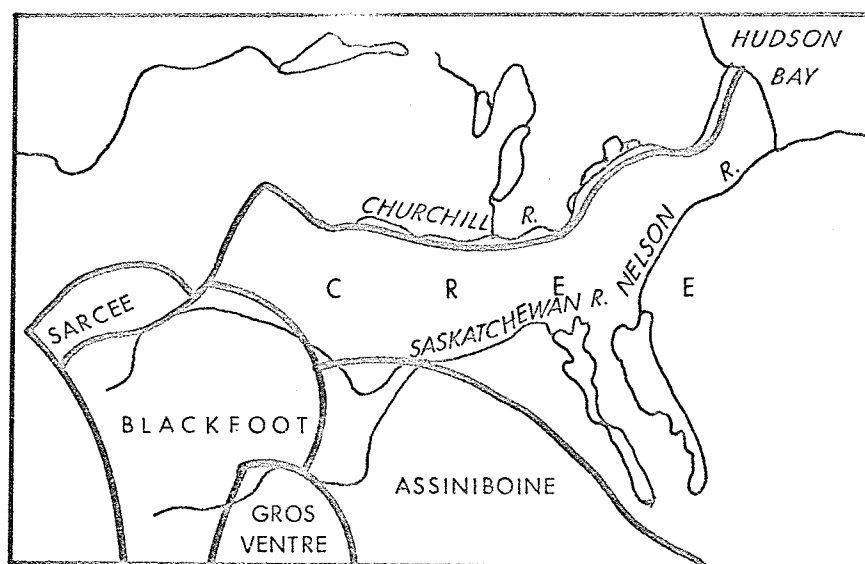 HUDSON
BAY
CHURCHILL R.
NELSON R.
C R E E
SASKATCHEWAN R.
SARCEE
BLACKFOOT
ASSINIBOINE
GROS
VENTRE